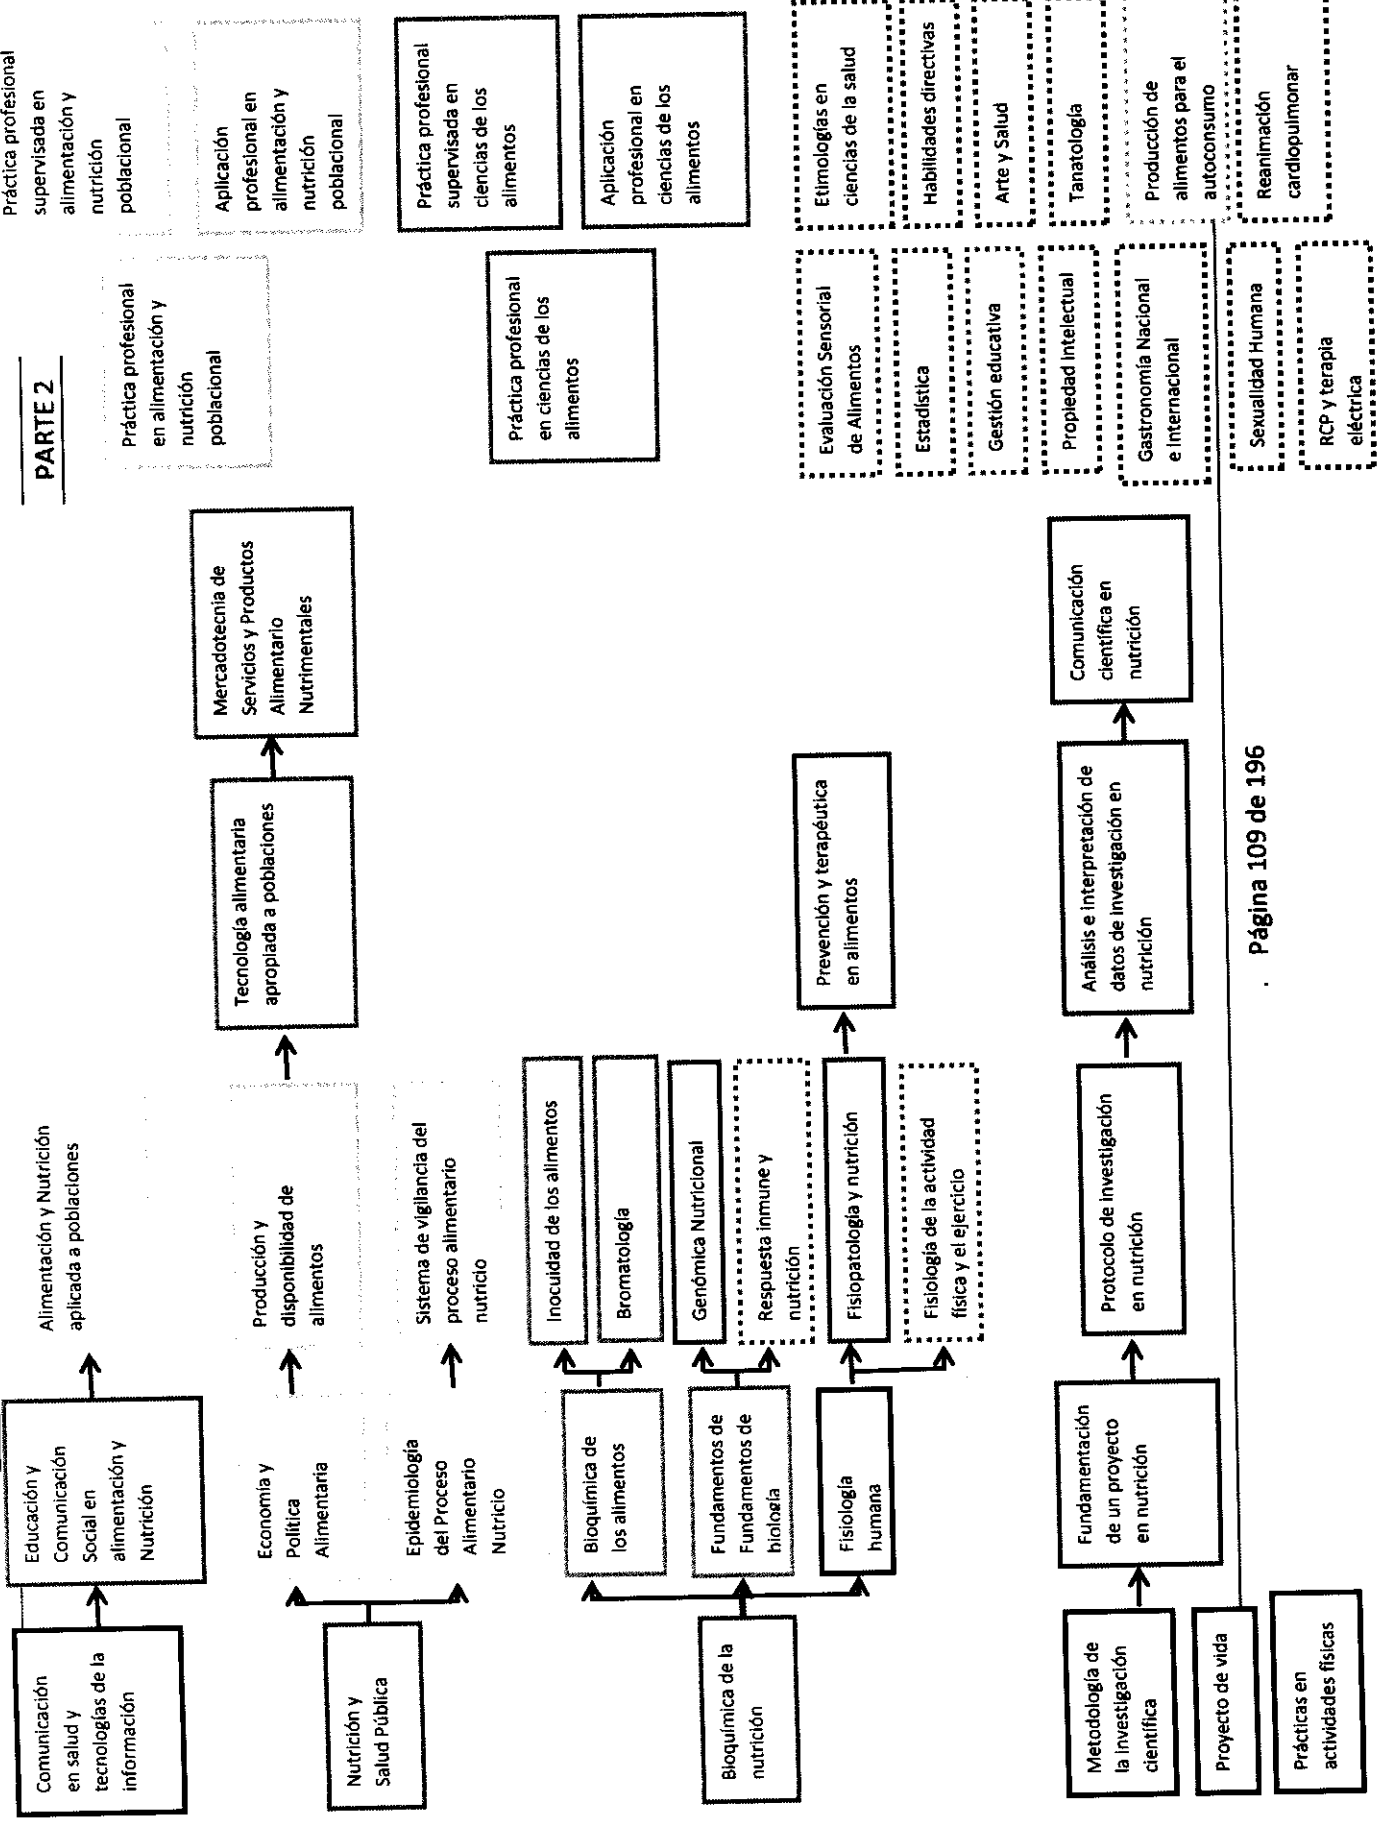 PARTE 2
Comunicación
en salud y
tecnologías de la
información
Educación y
Comunicación
Social en
alimentación y
Nutrición
Alimentación y Nutrición
aplicada a poblaciones
Práctica profesional
en alimentación y
nutrición
poblacional
Práctica profesional
supervisada en
alimentación y
nutrición
poblacional
Aplicación
profesional en
alimentación y
nutrición
poblacional
Nutrición y
Salud Pública
Economía y
Política
Alimentaria
Producción y
disponibilidad de
alimentos
Tecnología alimentaria
apropiada a poblaciones
Mercadotecnia de
Servicios y Productos
Alimentario
Nutrimentales
Epidemiología
del Proceso
Alimentario
Nutricio
Sistema de vigilancia del
proceso alimentario
nutricio
Práctica profesional
en ciencias de los
alimentos
Práctica profesional
supervisada en
ciencias de los
alimentos
Aplicación
profesional en
ciencias de los
alimentos
Bioquímica de la
nutrición
Bioquímica de
los alimentos
Inocuidad de los alimentos
Bromatología
Fundamentos de
Fundamentos de
biología
Genómica Nutricional
Respuesta inmune y
nutrición
Fisiología
humana
Fisiopatología y nutrición
Prevención y terapéutica
en alimentos
Fisiología de la actividad
física y el ejercicio
Evaluación Sensorial
de Alimentos
Etimologías en
ciencias de la salud
Estadística
Habilidades directivas
Gestión educativa
Arte y Salud
Propiedad Intelectual
Tanatología
Gastronomía Nacional
e Internacional
Producción de
alimentos para el
autoconsumo
Sexualidad Humana
Reanimación
cardiopulmonar
RCP y terapia
eléctrica
Metodología de
la investigación
científica
Fundamentación
de un proyecto
en nutrición
Protocolo de investigación
en nutrición
Análisis e interpretación de
datos de investigación en
nutrición
Comunicación
científica en
nutrición
Proyecto de vida
Prácticas en
actividades físicas
Página 109 de 196